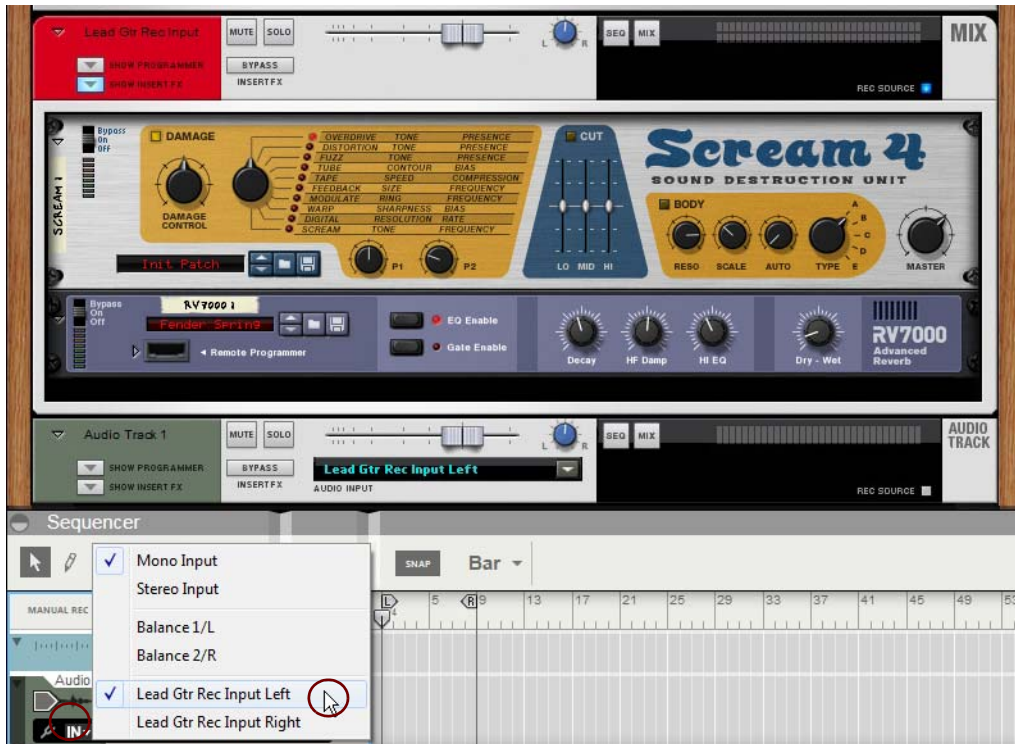 Lead Gtr Rec Input
MUTE SOLO
L R
SEQ MIX
MIX
SHOW PROGRAMMER
BYPASS
SHOW INSERT FX
INSERT FX
REC SOURCE
Bypass
On
Off
SCREAM 1
DAMAGE
DAMAGE
CONTROL
OVERDRIVE TONE PRESENCE
DISTORTION TONE PRESENCE
FUZZ TONE PRESENCE
TUBE CONTOUR BIAS
TAPE SPEED COMPRESSION
FEEDBACK SIZE FREQUENCY
MODULATE RING FREQUENCY
WARP SHARPNESS BIAS
DIGITAL RESOLUTION RATE
SCREAM TONE FREQUENCY
Init Patch
P1 P2
CUT
LO MID HI
Scream 4
SOUND DESTRUCTION UNIT
BODY
A
B
C
D
E
RESO SCALE AUTO TYPE
MASTER
Bypass
On
Off
RV7000 1
Fender Spring
Remote Programmer
EQ Enable
Gate Enable
Decay HF Damp HI EQ Dry - Wet
RV7000
Advanced
Reverb
Audio Track 1
MUTE SOLO
L R
SEQ MIX
AUDIO
TRACK
SHOW PROGRAMMER
BYPASS
SHOW INSERT FX
INSERT FX
Lead Gtr Rec Input Left
AUDIO INPUT
REC SOURCE
Sequencer
SNAP Bar
Mono Input
Stereo Input
Balance 1/L
Balance 2/R
Lead Gtr Rec Input Left
Lead Gtr Rec Input Right
MANUAL REC
L 5 R 9 13 17 21 25 29 33 37 41 45 49
Audio
IN